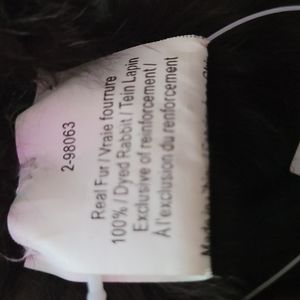 2-98063
Real Fur / Vraie fourrure
100% / Dyed Rabbit / Tein Lapin
Exclusive of reinforcement /
À l'exclusion du renforcement